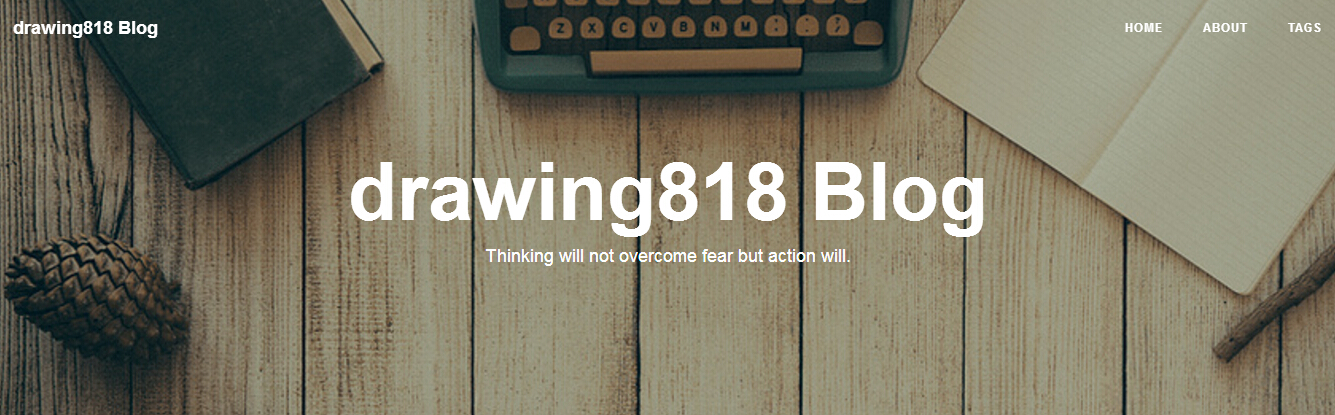 drawing818 Blog
HOME ABOUT TAGS
Z X C V B N M
drawing818 Blog
Thinking will not overcome fear but action will.